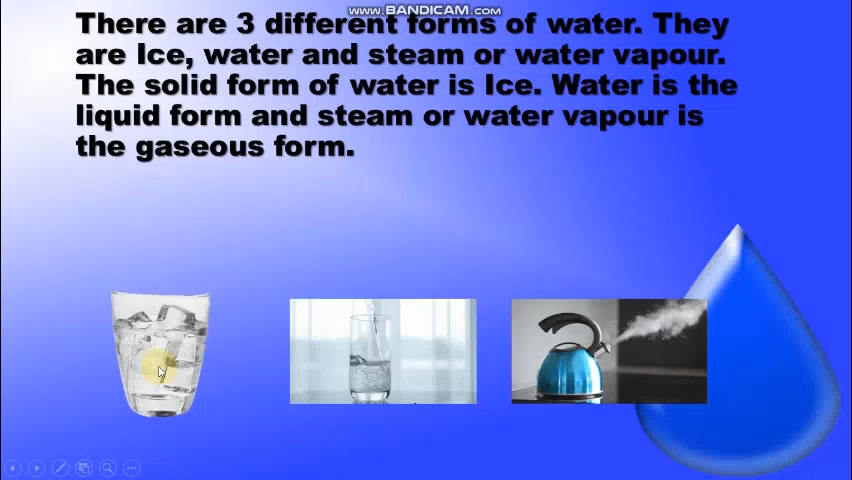 www.BANDICAM.com
There are 3 different forms of water. They
are Ice, water and steam or water vapour.
The solid form of water is Ice. Water is the
liquid form and steam or water vapour is
the gaseous form.